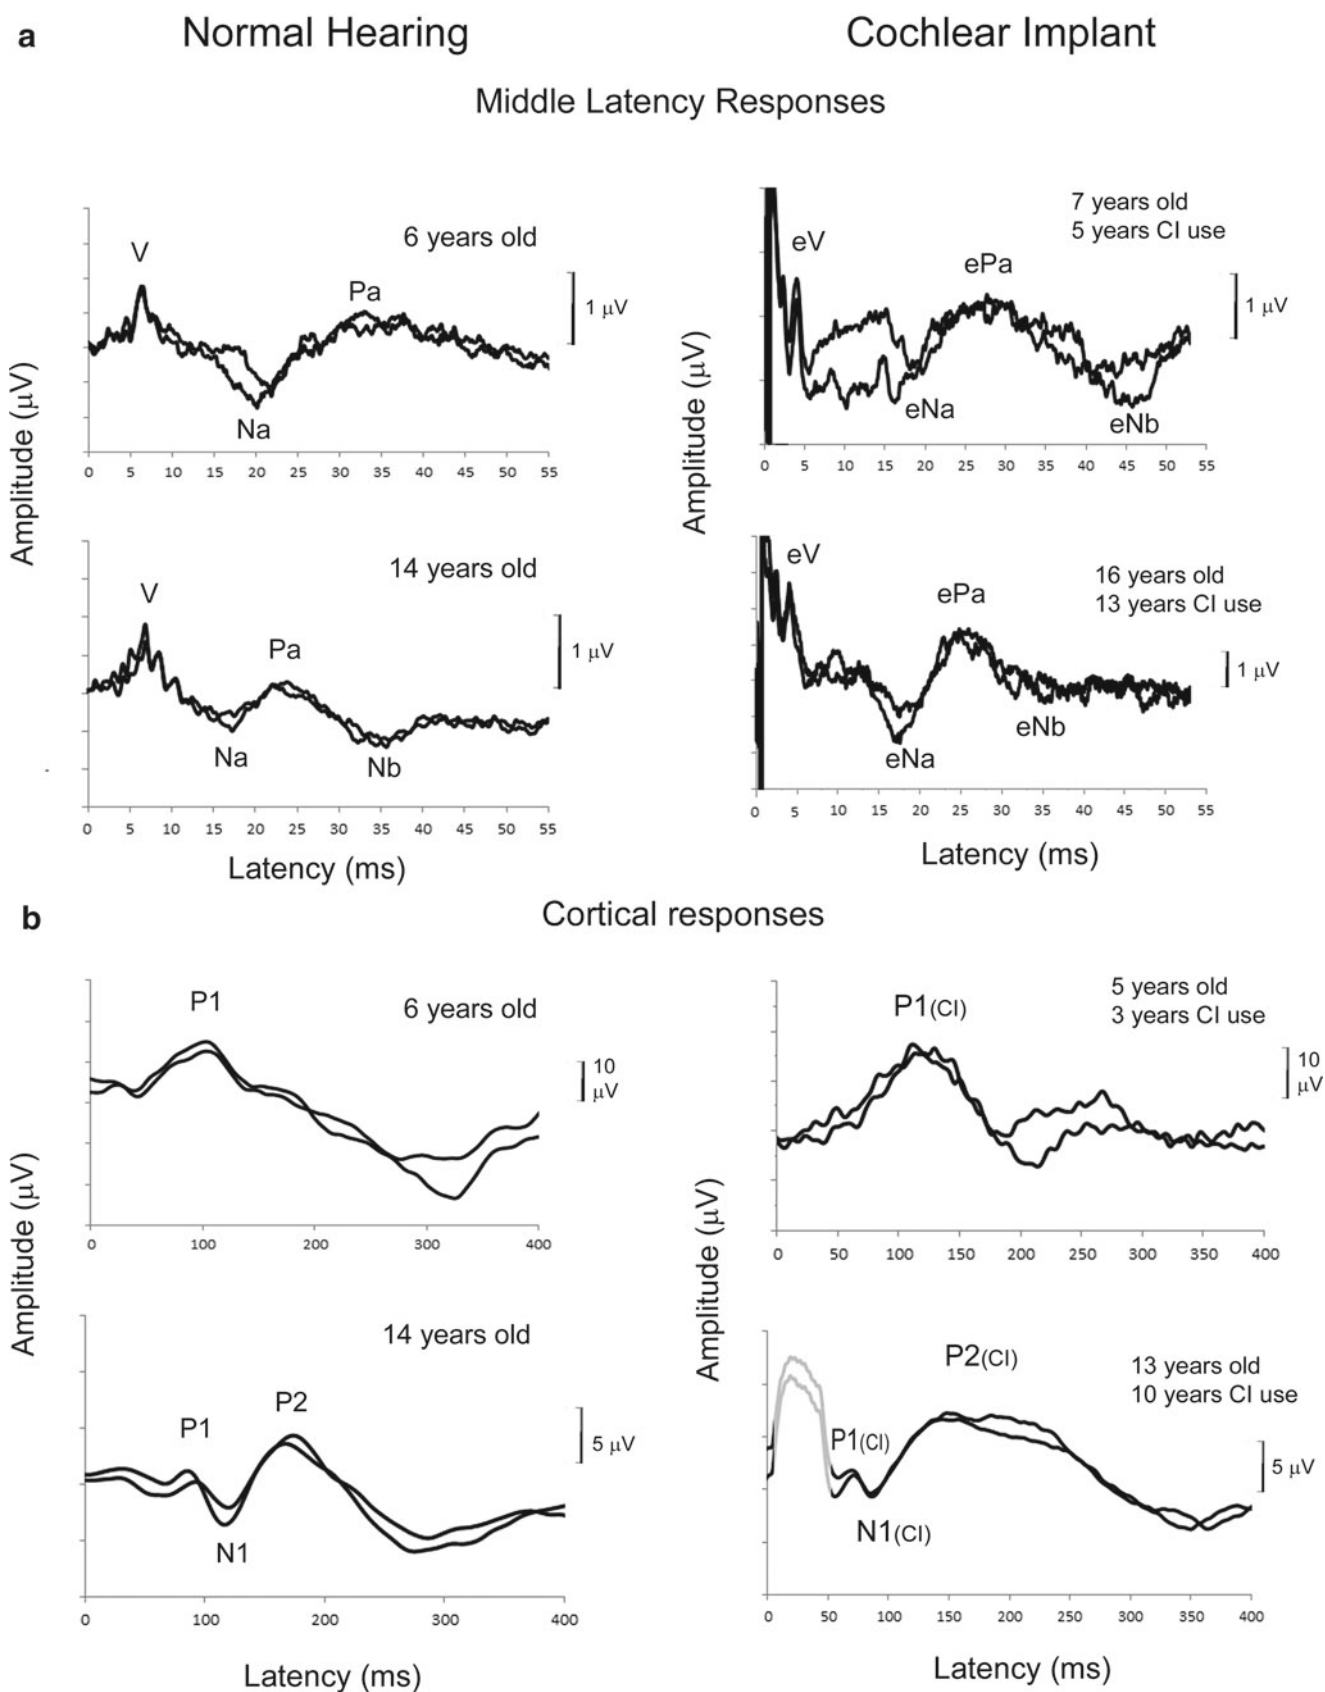 a
Normal Hearing
Cochlear Implant
Middle Latency Responses
6 years old
V
Pa
Na
1 μV
Amplitude (μV)
0 5 10 15 20 25 30 35 40 45 50 55
7 years old
5 years CI use
eV
ePa
eNa
eNb
1 μV
Amplitude (μV)
0 5 10 15 20 25 30 35 40 45 50 55
14 years old
V
Pa
Na
Nb
1 μV
0 5 10 15 20 25 30 35 40 45 50 55
Latency (ms)
16 years old
13 years CI use
eV
ePa
eNa
eNb
1 μV
0 5 10 15 20 25 30 35 40 45 50 55
Latency (ms)
b
Cortical responses
6 years old
P1
10
μV
Amplitude (μV)
0 100 200 300 400
5 years old
3 years CI use
P1(CI)
10
μV
Amplitude (μV)
0 50 100 150 200 250 300 350 400
14 years old
P1
P2
N1
5 μV
0 100 200 300 400
Latency (ms)
13 years old
10 years CI use
P2(CI)
P1(CI)
N1(CI)
5 μV
0 50 100 150 200 250 300 350 400
Latency (ms)